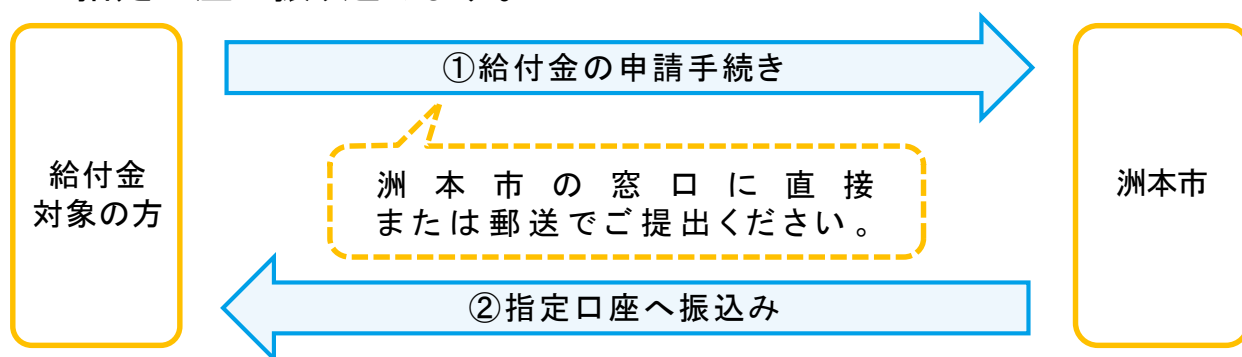 ①給付金の申請手続き
給付金
対象の方
洲本市の窓口に直接
または郵送でご提出ください。
洲本市
②指定口座へ振込み